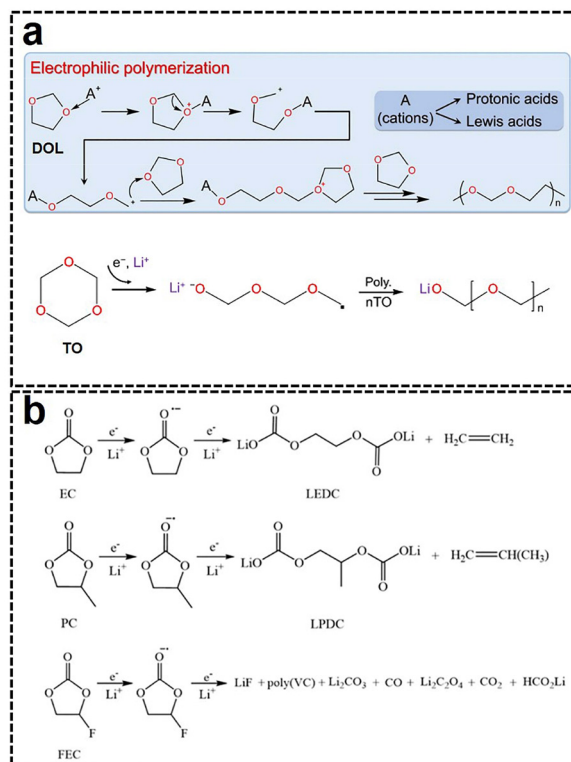 a
Electrophilic polymerization
O O A⁺ O O⁺ A O O A
A (cations) Protonic acids
Lewis acids
DOL
O O
A O O + A O O O⁺ O ( O O )n
O O O e⁻, Li⁺ Li⁺ ⁻O O O Poly. nTO LiO [ O ]n
TO
b
O O O e⁻ Li⁺ O•− O O e⁻ Li⁺ LiO O O O O OLi + H₂C CH₂
EC LEDC
O O O e⁻ Li⁺ O−• O O e⁻ Li⁺ LiO O O O O OLi + H₂C CH(CH₃)
PC LPDC
O O O F e⁻ Li⁺ O−• O O F e⁻ Li⁺ LiF + poly(VC) + Li₂CO₃ + CO + Li₂C₂O₄ + CO₂ + HCO₂Li
FEC